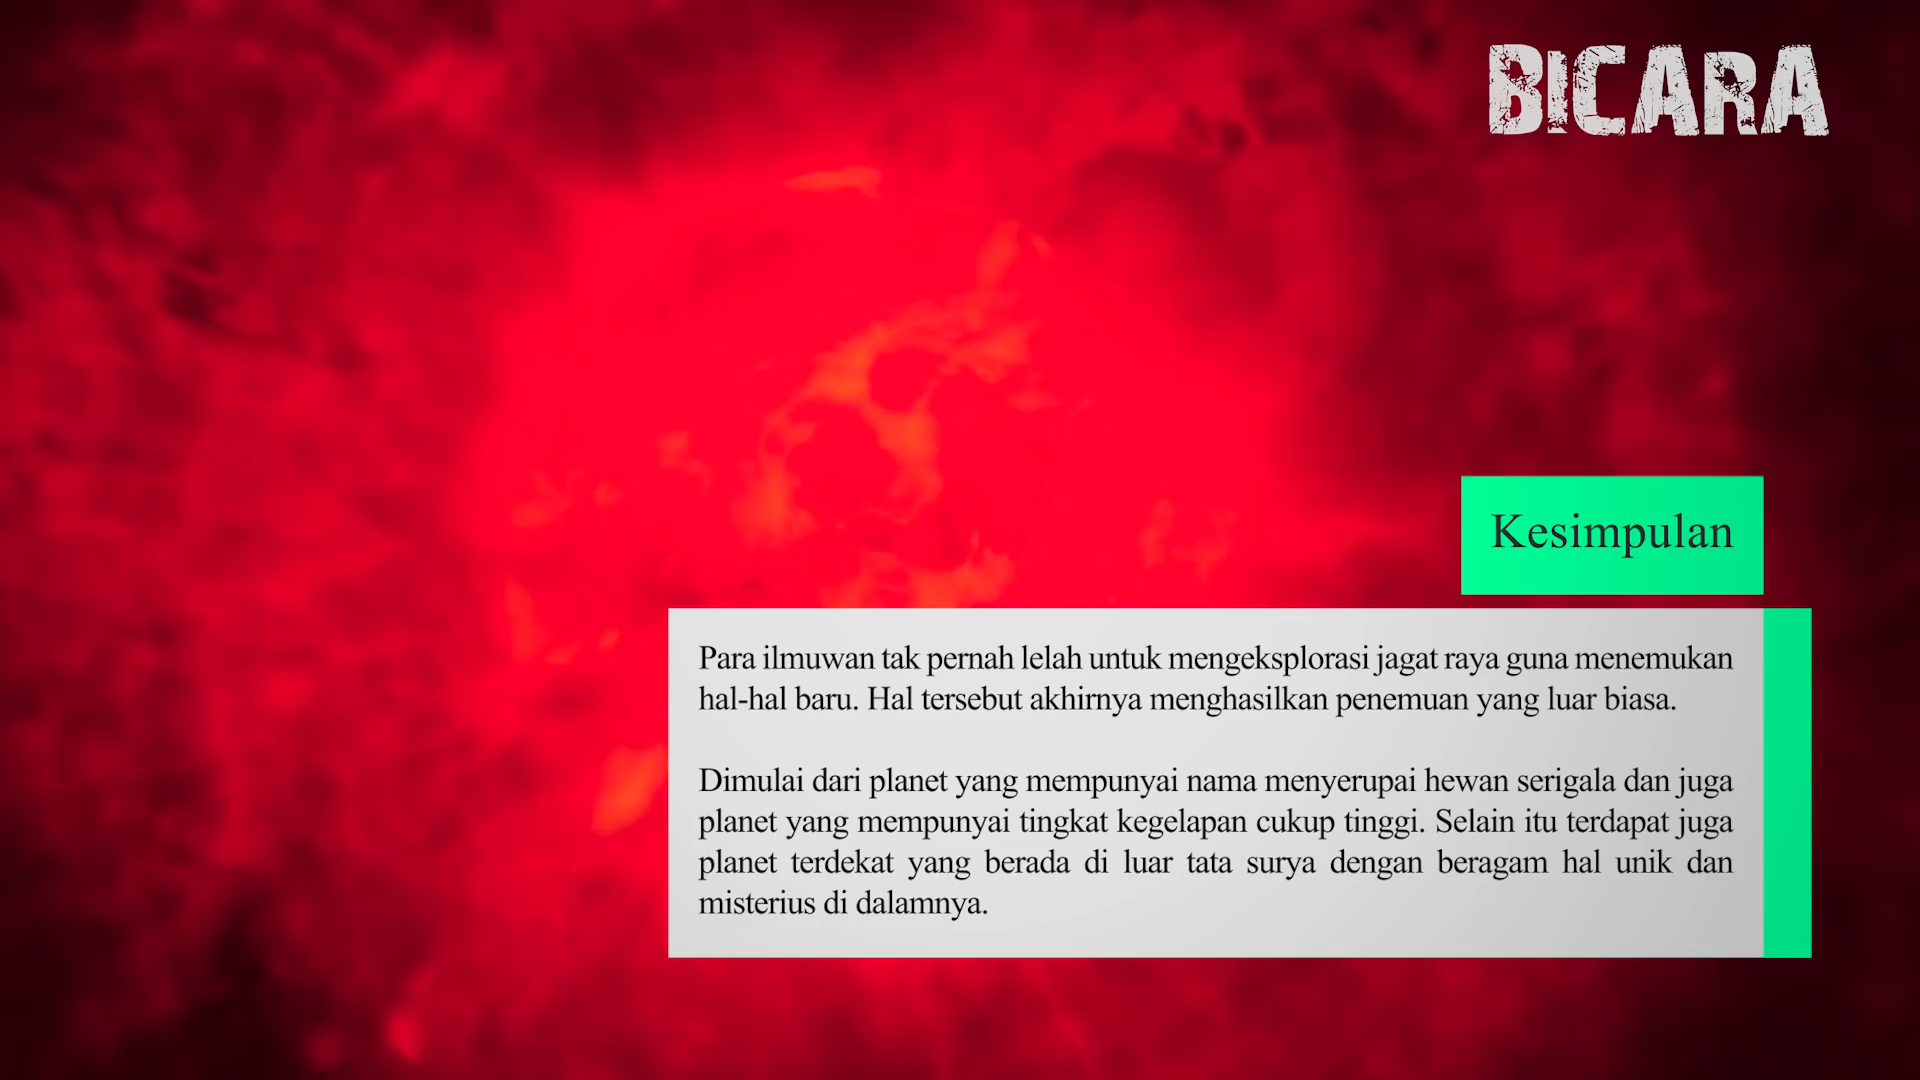 BICARA
Kesimpulan
Para ilmuwan tak pernah lelah untuk mengeksplorasi jagat raya guna menemukan
hal-hal baru. Hal tersebut akhirnya menghasilkan penemuan yang luar biasa.
Dimulai dari planet yang mempunyai nama menyerupai hewan serigala dan juga
planet yang mempunyai tingkat kegelapan cukup tinggi. Selain itu terdapat juga
planet terdekat yang berada di luar tata surya dengan beragam hal unik dan
misterius di dalamnya.